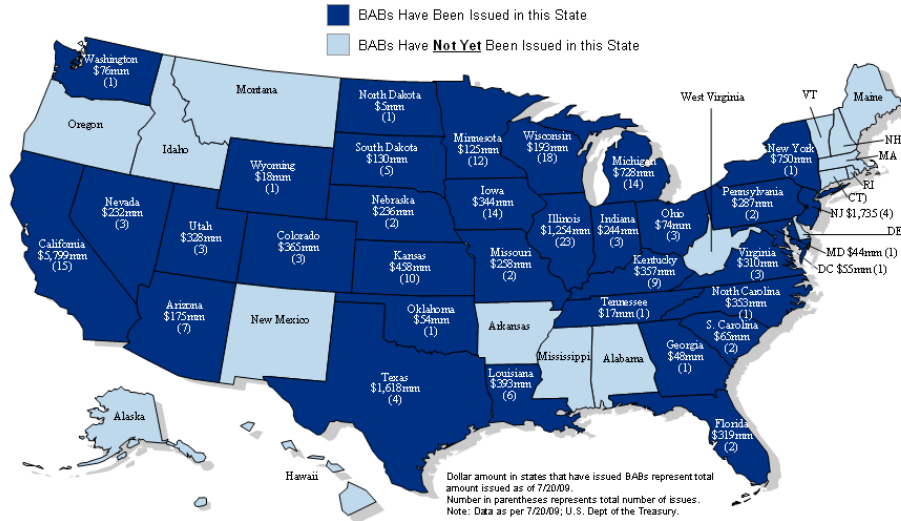 BABs Have Been Issued in this State
BABs Have Not Yet Been Issued in this State
Washington
$76mm
(1)
Oregon
Idaho
Montana
North Dakota
$5mm
(1)
South Dakota
$130mm
(5)
Minnesota
$125mm
(12)
Wisconsin
$193mm
(18)
Michigan
$728mm
(14)
West Virginia
VT
Maine
New York
$750mm
(1)
NH
MA
RI
CT)
Wyoming
$18mm
(1)
Nebraska
$236mm
(2)
Iowa
$344mm
(14)
Pennsylvania
$287mm
(2)
NJ $1,735 (4)
DE
MD $44mm (1)
DC $55mm (1)
California
$5,799mm
(15)
Nevada
$232mm
(3)
Utah
$328mm
(3)
Colorado
$365mm
(3)
Kansas
$458mm
(10)
Missouri
$258mm
(2)
Illinois
$1,254mm
(23)
Indiana
$244mm
(3)
Ohio
$74mm
(3)
Kentucky
$357mm
(9)
Virginia
$310mm
(3)
North Carolina
$353mm
(1)
Tennessee
$17mm (1)
S. Carolina
$65mm
(2)
Arizona
$175mm
(7)
New Mexico
Oklahoma
$54mm
(1)
Arkansas
Mississippi
Alabama
Georgia
$48mm
(1)
Texas
$1,618mm
(4)
Louisiana
$393mm
(6)
Florida
$319mm
(2)
Alaska
Hawaii
Dollar amount in states that have issued BABs represent total
amount issued as of 7/20/09.
Number in parentheses represents total number of issues.
Note: Data as per 7/20/09; U.S. Dept of the Treasury.